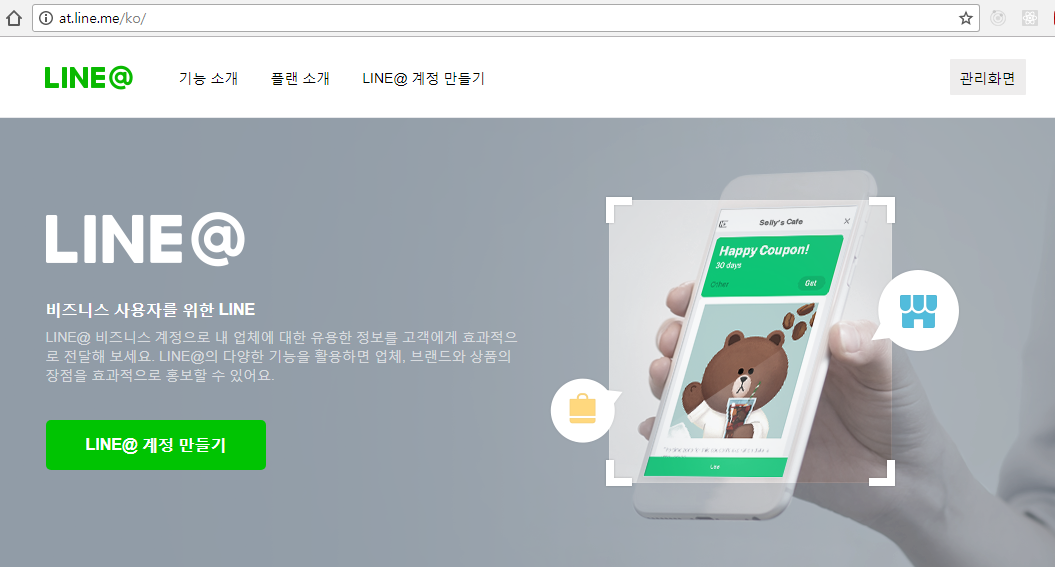 at.line.me/ko/
LINE@
기능 소개
플랜 소개
LINE@ 계정 만들기
관리화면
LINE@
비즈니스 사용자를 위한 LINE
LINE@ 비즈니스 계정으로 내 업체에 대한 유용한 정보를 고객에게 효과적으
로 전달해 보세요. LINE@의 다양한 기능을 활용하면 업체, 브랜드와 상품의
장점을 효과적으로 홍보할 수 있어요.
LINE@ 계정 만들기
Selly's Cafe
Happy Coupon!
30 days
Other
Get
Like